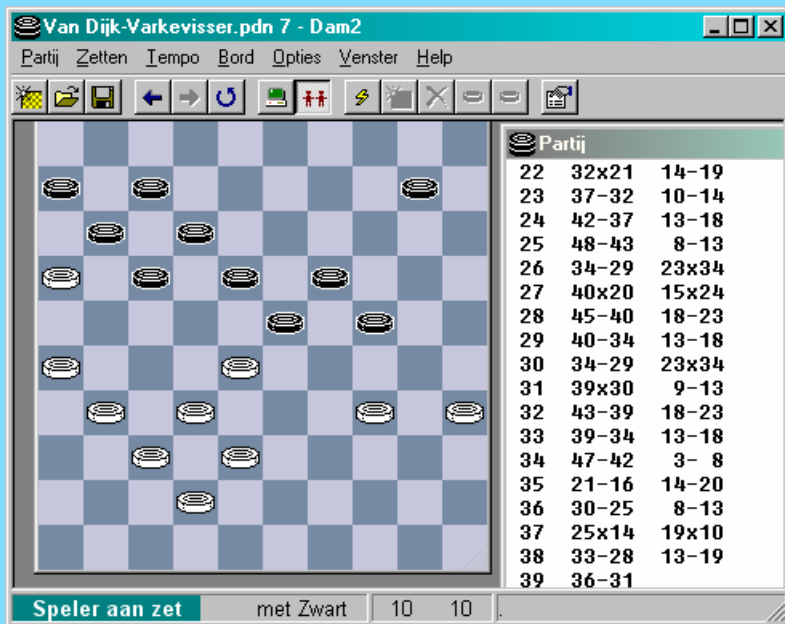 Van Dijk-Varkevisser.pdn 7 - Dam2
Partij Zetten Tempo Bord Opties Venster Help
Partij
22 32x21 14-19
23 37-32 10-14
24 42-37 13-18
25 48-43 8-13
26 34-29 23x34
27 40x20 15x24
28 45-40 18-23
29 40-34 13-18
30 34-29 23x34
31 39x30 9-13
32 43-39 18-23
33 39-34 13-18
34 47-42 3- 8
35 21-16 14-20
36 30-25 8-13
37 25x14 19x10
38 33-28 13-19
39 36-31
Speler aan zet met Zwart 10 10 .